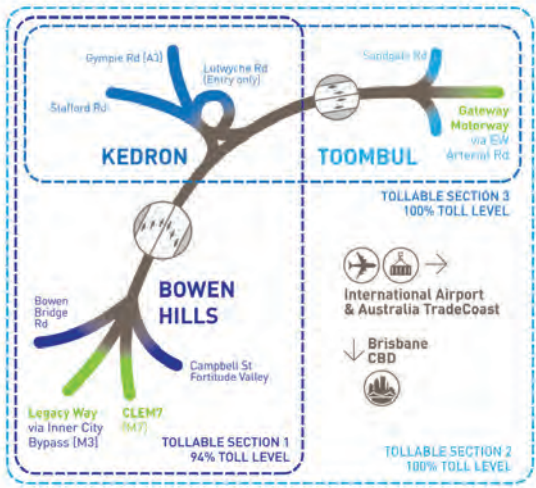 Gympie Rd (A3)
Lutwyche Rd
(Entry only)
Stafford Rd
Sandgate Rd
KEDRON
TOOMBUL
Gateway
Motorway
via EW
Arterial Rd
TOLLABLE SECTION 3
100% TOLL LEVEL
BOWEN
HILLS
Bowen
Bridge
Rd
International Airport
& Australia TradeCoast
Brisbane
CBD
Campbell St
Fortitude Valley
Legacy Way
via Inner City
Bypass (M3)
CLEM7
(M7)
TOLLABLE SECTION 1
94% TOLL LEVEL
TOLLABLE SECTION 2
100% TOLL LEVEL